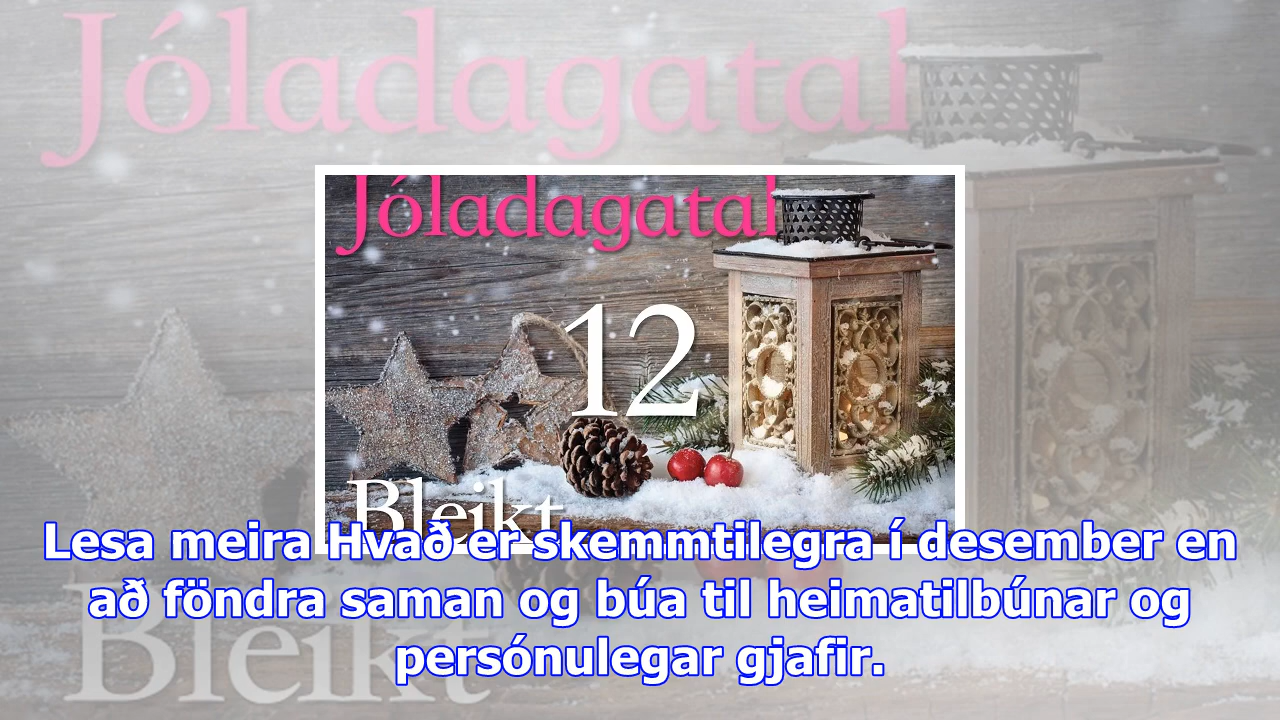 Jóladagatal
Jóladagatal
12
Bleikt
Lesa meira Hvað er skemmtilegra í desember en
að föndra saman og búa til heimatilbúnar og
persónulegar gjafir.
Bleikt